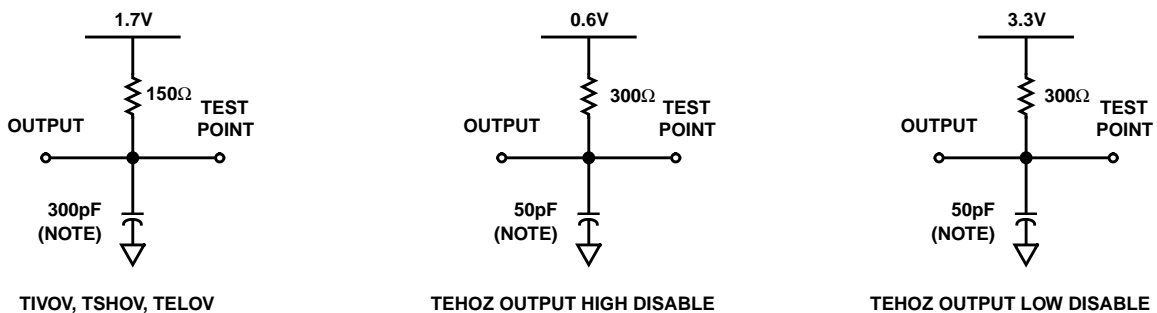 1.7V
150Ω
OUTPUT
TEST
POINT
300pF
(NOTE)
TIVOV, TSHOV, TELOV
0.6V
300Ω
OUTPUT
TEST
POINT
50pF
(NOTE)
TEHOZ OUTPUT HIGH DISABLE
3.3V
300Ω
OUTPUT
TEST
POINT
50pF
(NOTE)
TEHOZ OUTPUT LOW DISABLE